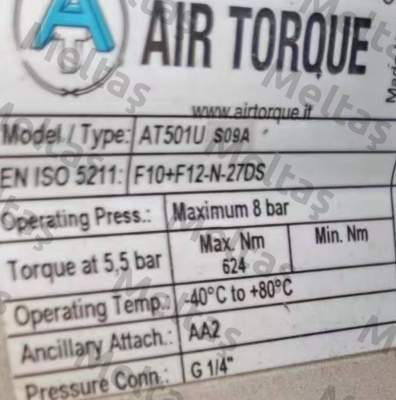 AIR TORQUE
www.airtorque.it
Model / Type: AT501U S09A
EN ISO 5211: F10+F12-N-27DS
Operating Press.: Maximum 8 bar
Torque at 5,5 bar Max. Nm 624 Min. Nm
Operating Temp.: -40°C to +80°C
Ancillary Attach.: AA2
Pressure Conn.: G 1/4"
Meltaş